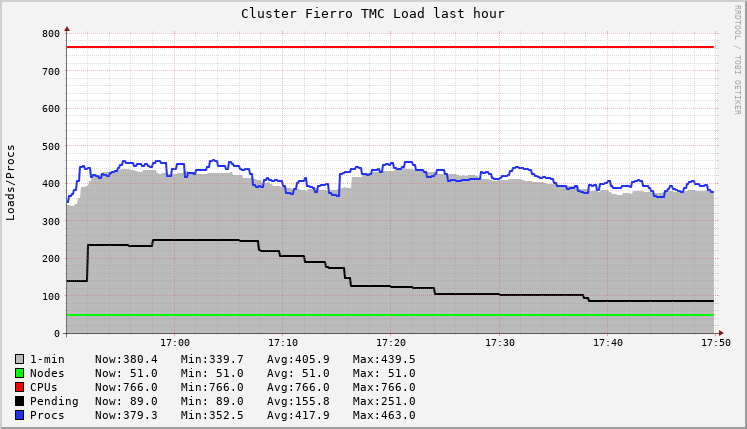 Cluster Fierro TMC Load last hour
RRDTOOL / TOBI OETIKER
Loads/Procs
800
700
600
500
400
300
200
100
0
17:00 17:10 17:20 17:30 17:40 17:50
1-min Now:380.4 Min:339.7 Avg:405.9 Max:439.5
Nodes Now: 51.0 Min: 51.0 Avg: 51.0 Max: 51.0
CPUs Now:766.0 Min:766.0 Avg:766.0 Max:766.0
Pending Now: 89.0 Min: 89.0 Avg:155.8 Max:251.0
Procs Now:379.3 Min:352.5 Avg:417.9 Max:463.0